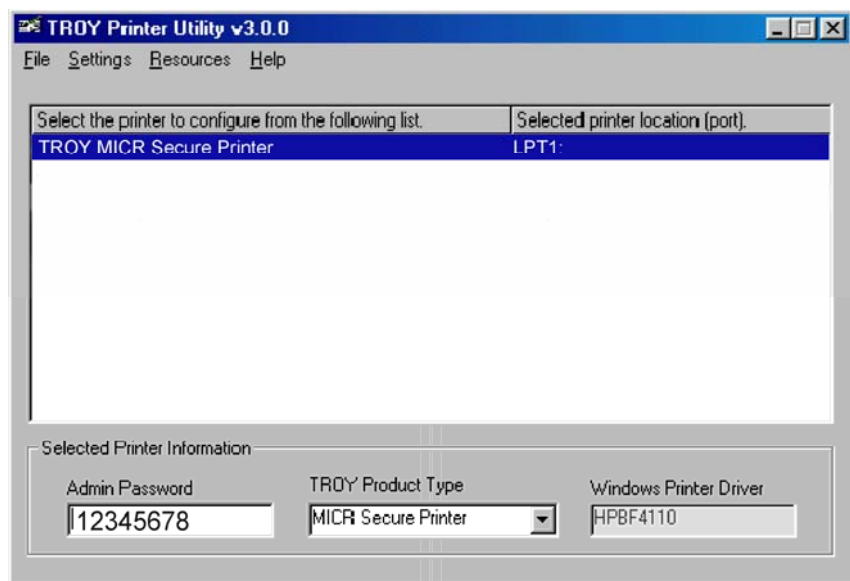 TROY Printer Utility v3.0.0
File Settings Resources Help
Select the printer to configure from the following list. Selected printer location (port).
TROY MICR Secure Printer LPT1:
Selected Printer Information
Admin Password TROY Product Type Windows Printer Driver
12345678 MICR Secure Printer HPBF4110